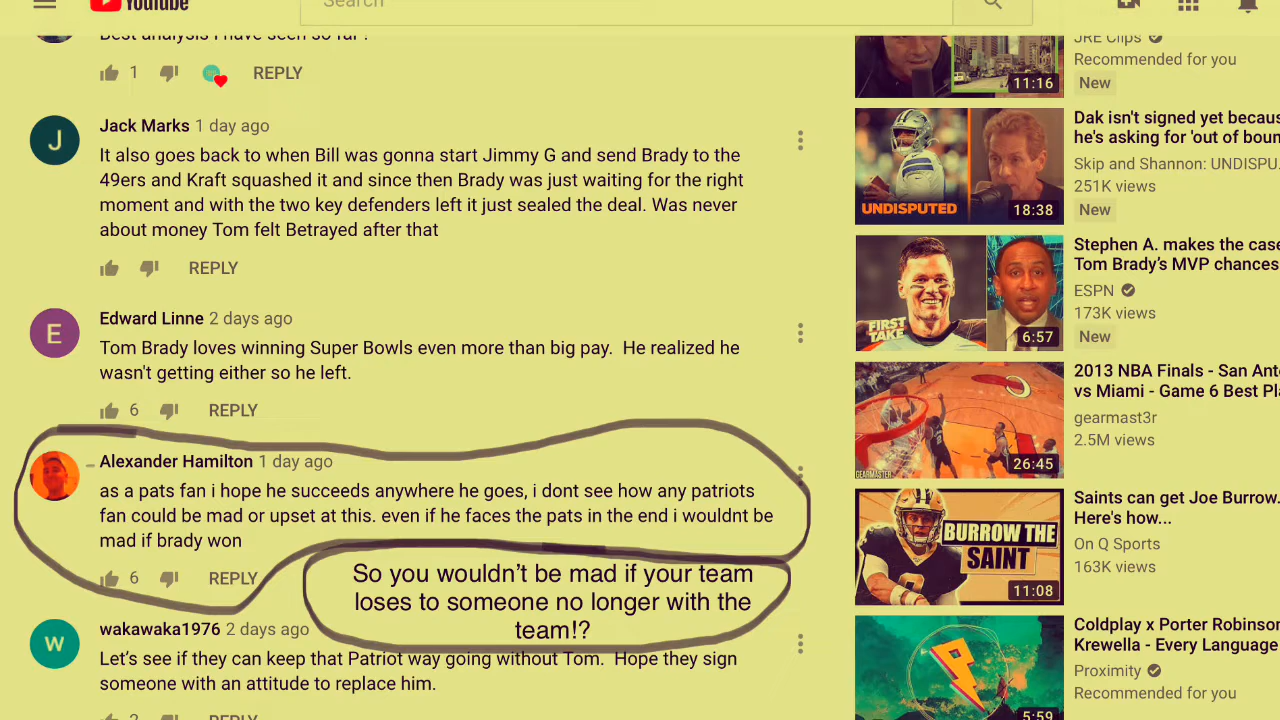 YouTube
Search
Best analysis I have seen so far !
1
REPLY
Jack Marks 1 day ago
It also goes back to when Bill was gonna start Jimmy G and send Brady to the
49ers and Kraft squashed it and since then Brady was just waiting for the right
moment and with the two key defenders left it just sealed the deal. Was never
about money Tom felt Betrayed after that
REPLY
J
Edward Linne 2 days ago
Tom Brady loves winning Super Bowls even more than big pay.  He realized he
wasn't getting either so he left.
6
REPLY
E
Alexander Hamilton 1 day ago
as a pats fan i hope he succeeds anywhere he goes, i dont see how any patriots
fan could be mad or upset at this. even if he faces the pats in the end i wouldnt be
mad if brady won
6
REPLY
So you wouldn't be mad if your team
loses to someone no longer with the
team!?
W
wakawaka1976 2 days ago
Let's see if they can keep that Patriot way going without Tom.  Hope they sign
someone with an attitude to replace him.
2
REPLY
JRE Clips
Recommended for you
New
11:16
Dak isn't signed yet becaus
he's asking for 'out of boun
Skip and Shannon: UNDISPU.
251K views
New
UNDISPUTED
18:38
Stephen A. makes the case
Tom Brady's MVP chances
ESPN
173K views
New
FIRST
TAKE
6:57
2013 NBA Finals - San Anto
vs Miami - Game 6 Best Pla
gearmast3r
2.5M views
GEARMAST3R
26:45
Saints can get Joe Burrow.
Here's how...
On Q Sports
163K views
BURROW THE
SAINT
11:08
Coldplay x Porter Robinson
Krewella - Every Language
Proximity
Recommended for you
5:59